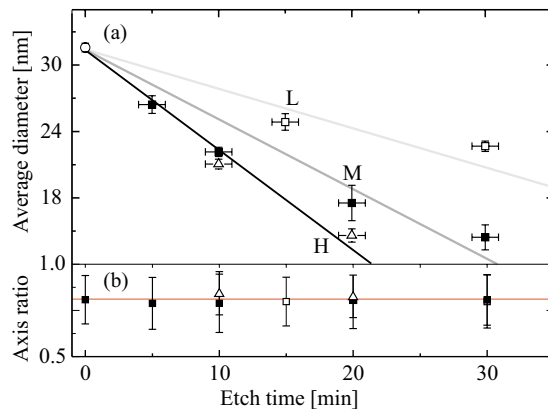 (a)
Average diameter [nm]
30
24
18
L
M
H
(b)
Axis ratio
1.0
0.5
0
10
20
30
Etch time [min]